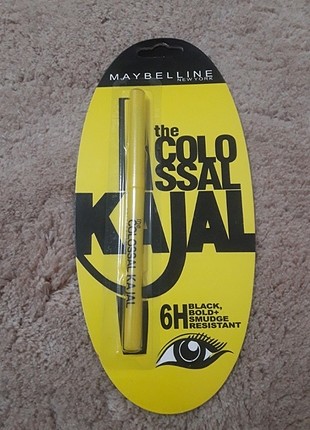 MAYBELLINE
NEW YORK
the
COLO
SSAL
KAJAL
COLOSSAL KAJAL
6H BLACK,
BOLD+
SMUDGE
RESISTANT